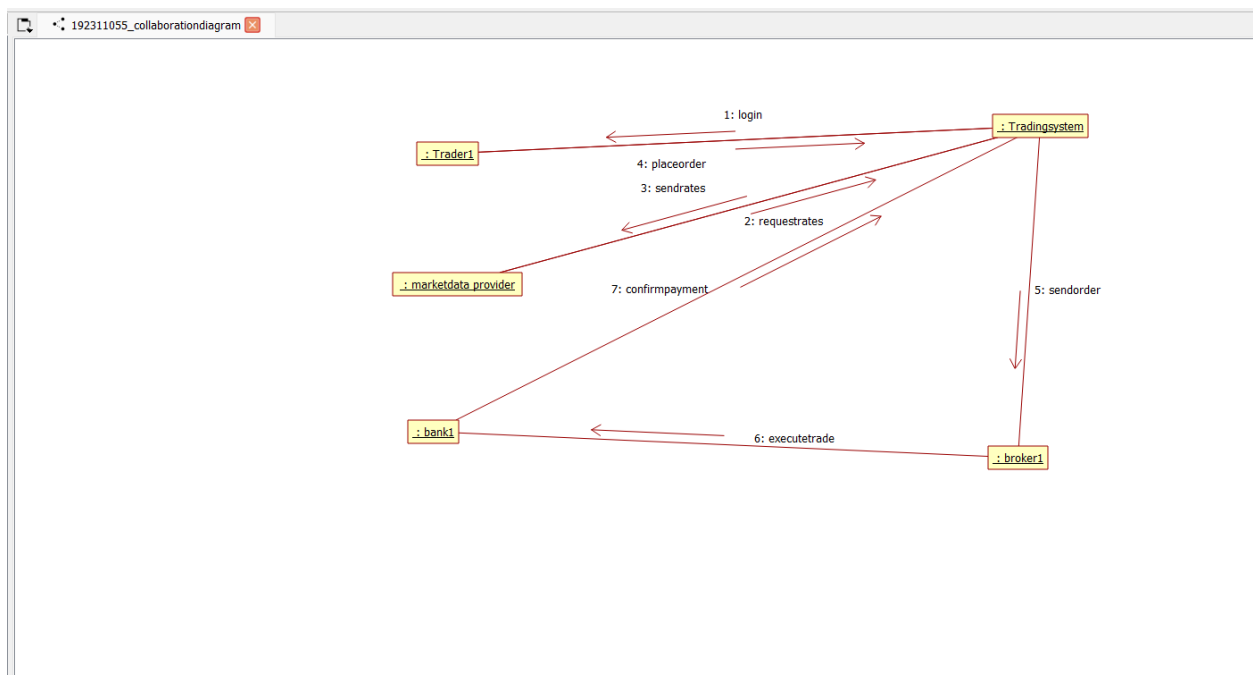 192311055_collaborationdiagram
1: login
: Tradingsystem
: Trader1
4: placeorder
3: sendrates
2: requestrates
: marketdata provider
7: confirmpayment
5: sendorder
: bank1
6: executetrade
: broker1